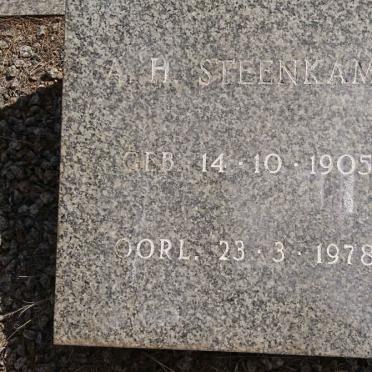 A. H. STEENKAM
GEB. 14 · 10 · 1905
OORL. 23 · 3 · 1978